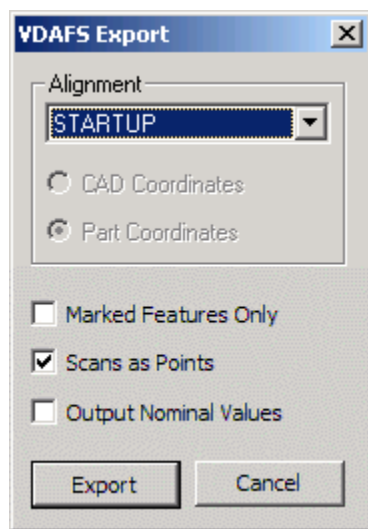 VDAFS Export
Alignment
STARTUP
CAD Coordinates
Part Coordinates
Marked Features Only
Scans as Points
Output Nominal Values
Export Cancel